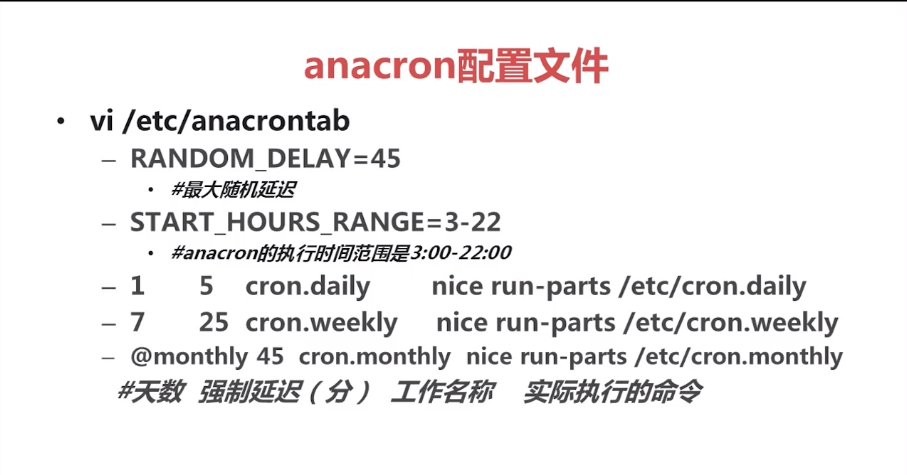 anacron配置文件
• vi /etc/anacrontab
– RANDOM_DELAY=45
• #最大随机延迟
– START_HOURS_RANGE=3-22
• #anacron的执行时间范围是3:00-22:00
– 1 5 cron.daily nice run-parts /etc/cron.daily
– 7 25 cron.weekly nice run-parts /etc/cron.weekly
– @monthly 45 cron.monthly nice run-parts /etc/cron.monthly
#天数 强制延迟（分） 工作名称 实际执行的命令